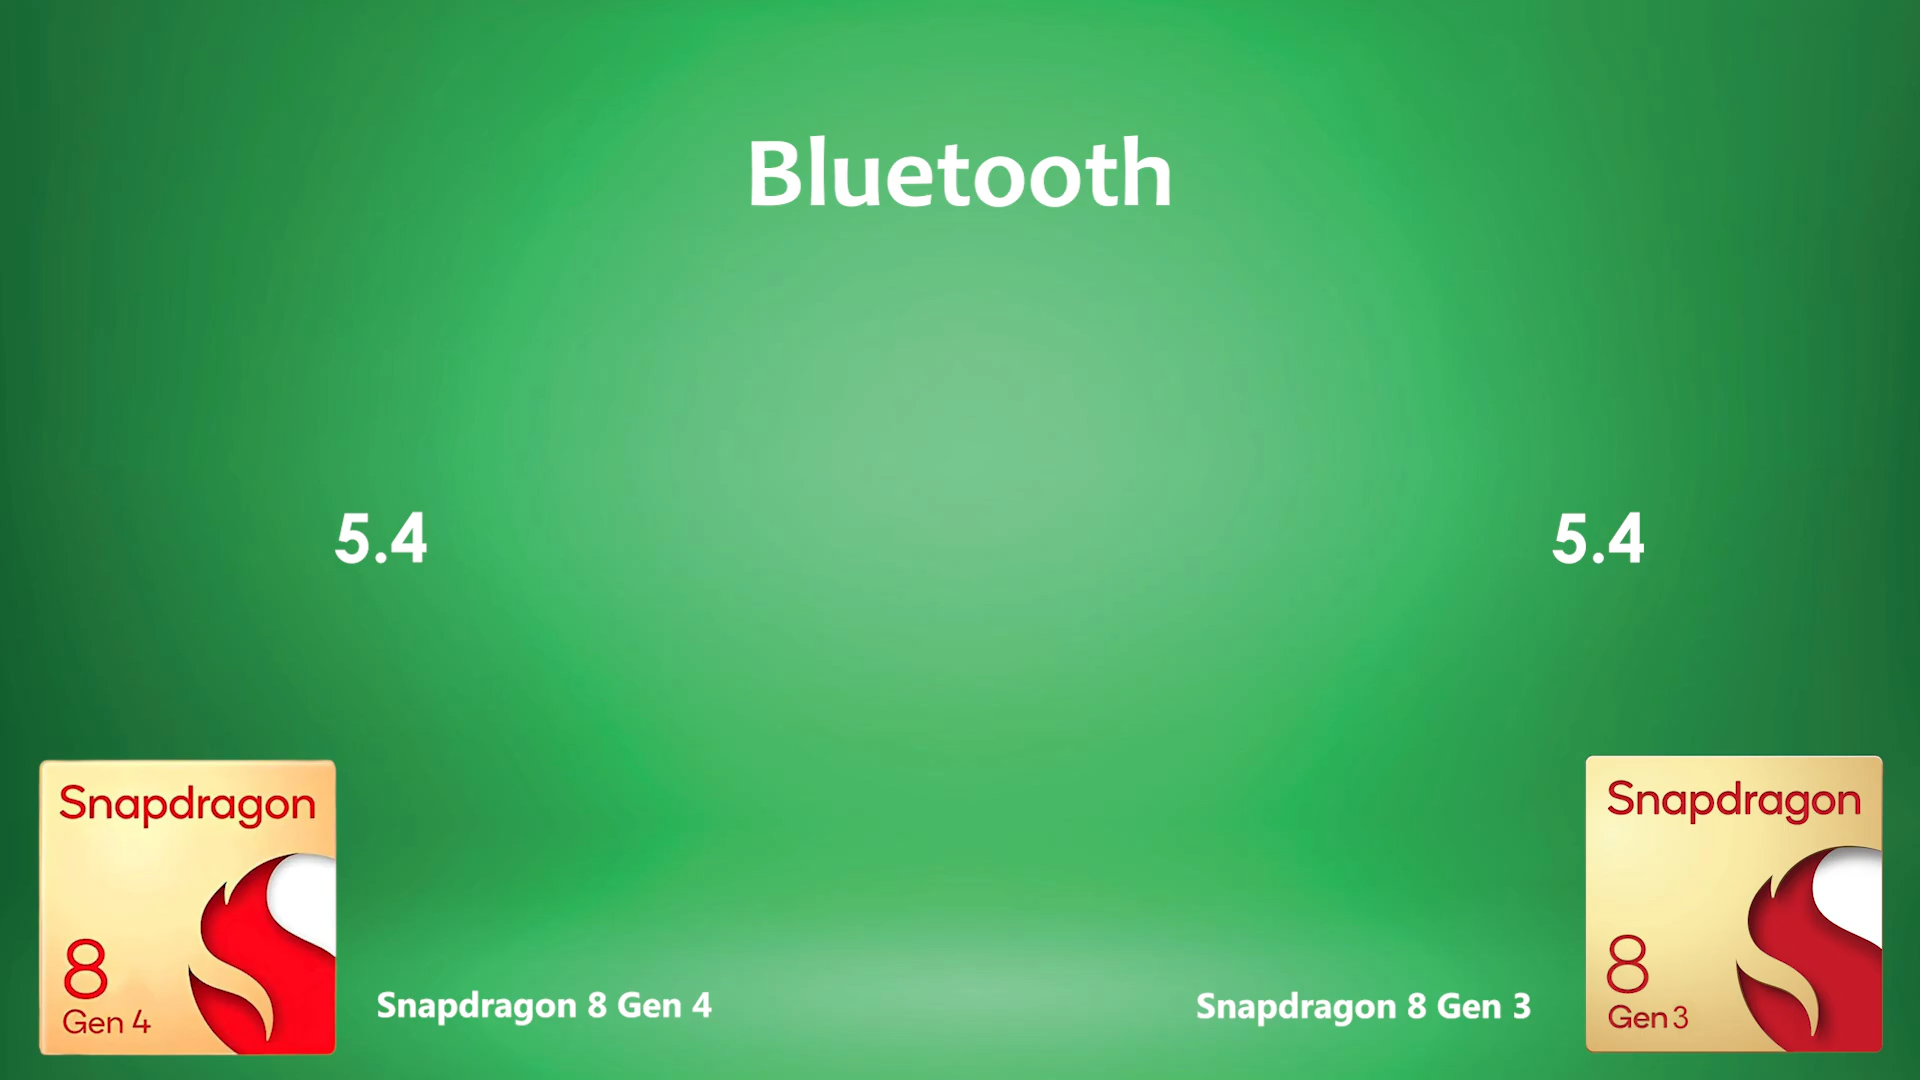 Bluetooth
5.4
5.4
Snapdragon
8
Gen 4
Snapdragon 8 Gen 4
Snapdragon 8 Gen 3
Snapdragon
8
Gen 3